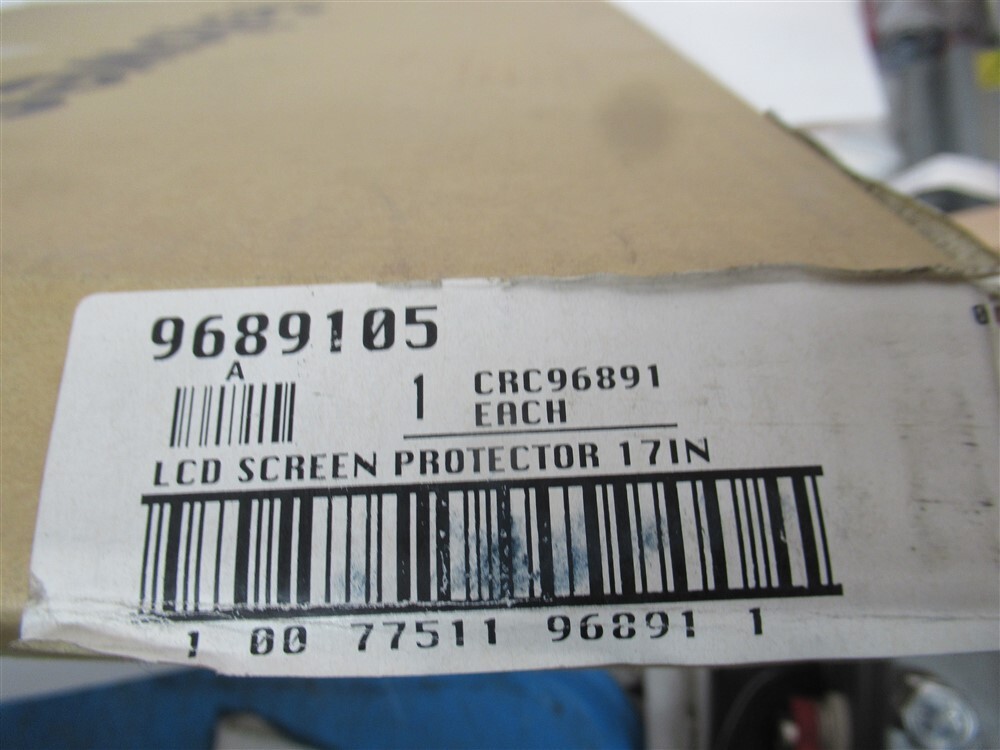 9689105
A
1 CRC96891
EACH
LCD SCREEN PROTECTOR 17IN
1 00 77511 96891 1